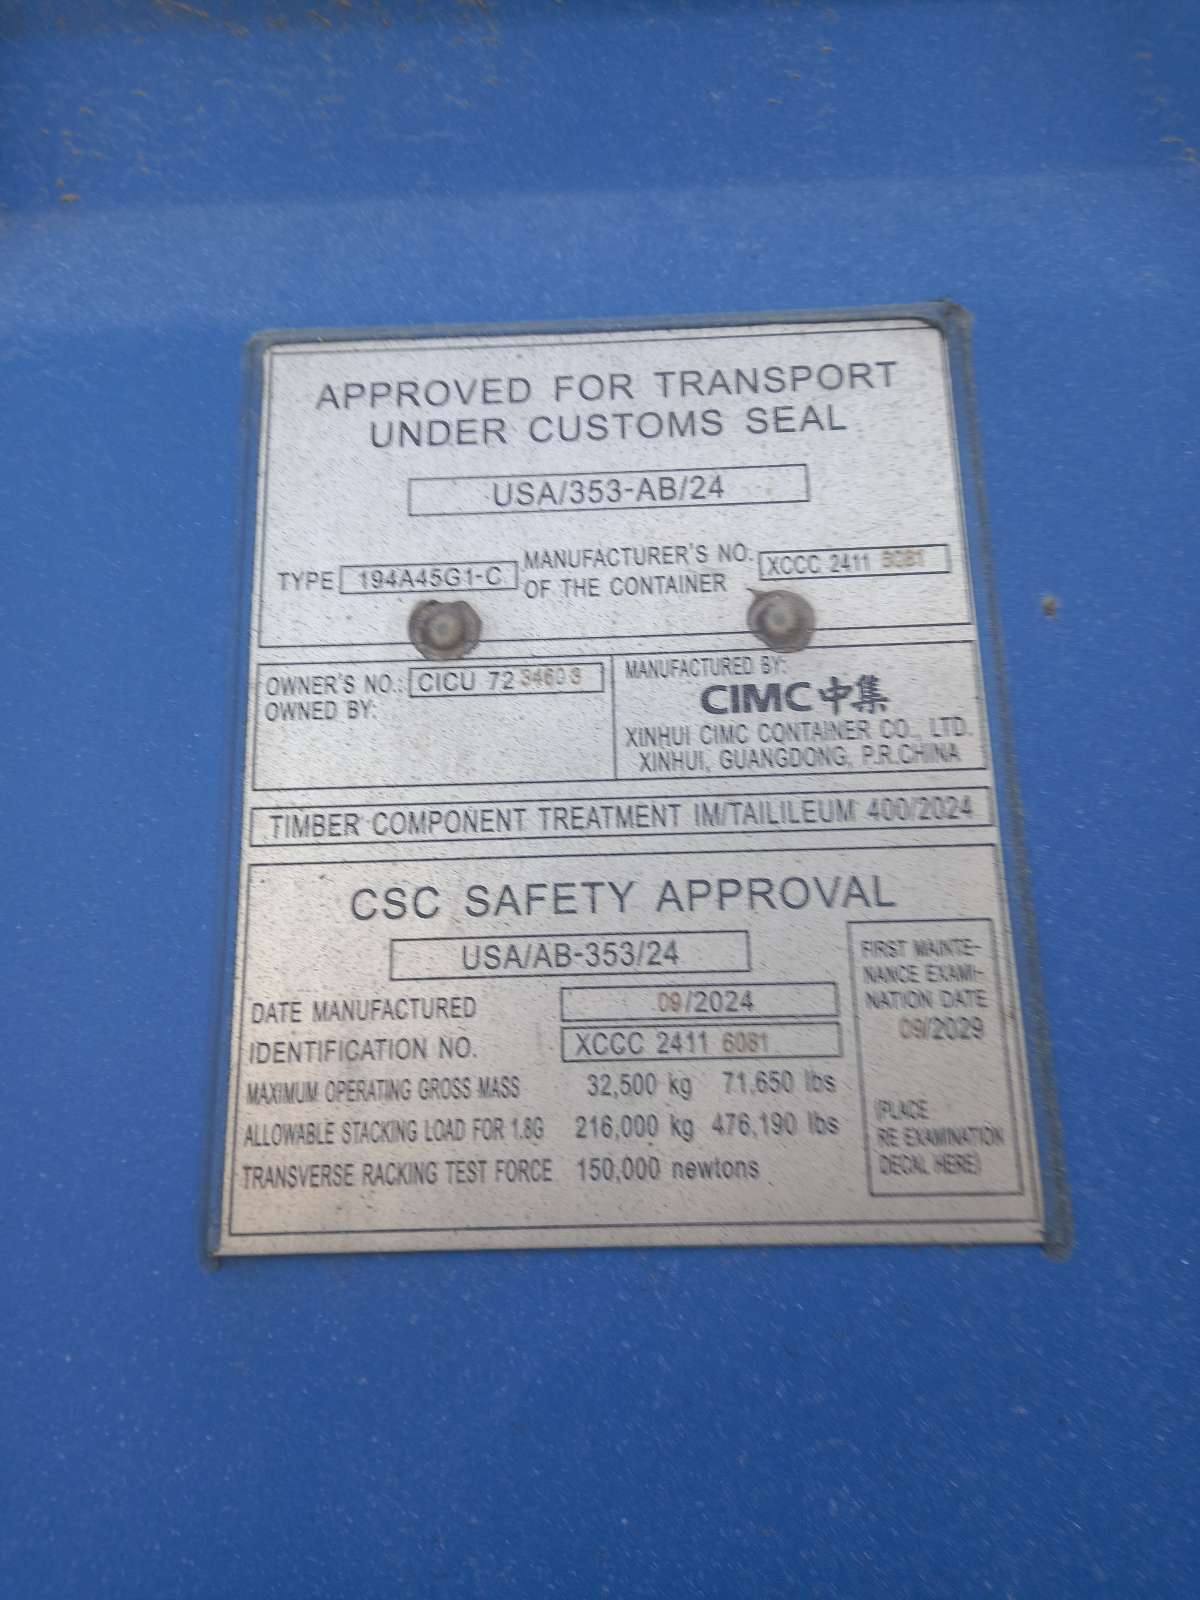 APPROVED FOR TRANSPORT
UNDER CUSTOMS SEAL
USA/353-AB/24
TYPE 194A45G1-C MANUFACTURER'S NO. OF THE CONTAINER XCCC 2411 6081
OWNER'S NO.: CICU 72 3460 3
OWNED BY:
MANUFACTURED BY:
CIMC中集
XINHUI CIMC CONTAINER CO., LTD.
XINHUI, GUANGDONG, P.R.CHINA
TIMBER COMPONENT TREATMENT IM/TAILILEUM 400/2024
CSC SAFETY APPROVAL
USA/AB-353/24
DATE MANUFACTURED 09/2024
IDENTIFICATION NO. XCCC 2411 6081
MAXIMUM OPERATING GROSS MASS 32,500 kg 71,650 lbs
ALLOWABLE STACKING LOAD FOR 1.8G 216,000 kg 476,190 lbs
TRANSVERSE RACKING TEST FORCE 150,000 newtons
FIRST MAINTE-
NANCE EXAMI-
NATION DATE
09/2029
(PLACE
RE EXAMINATION
DECAL HERE)